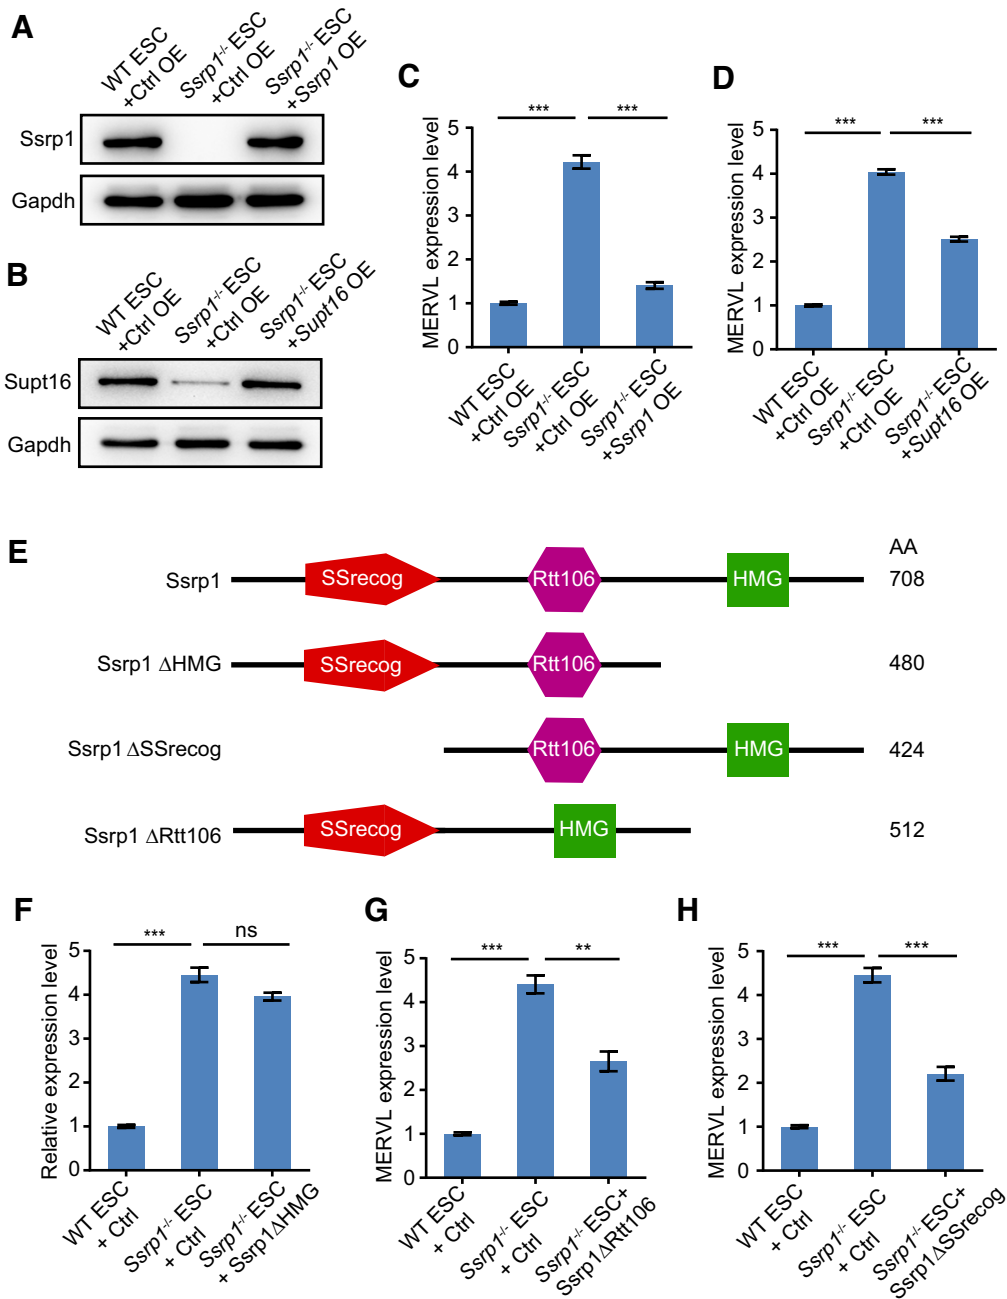 A
WT ESC
+Ctrl OE
Ssrp1-/- ESC
+Ctrl OE
Ssrp1-/- ESC
+Ssrp1 OE
Ssrp1
Gapdh
B
WT ESC
+Ctrl OE
Ssrp1-/- ESC
+Ctrl OE
Ssrp1-/- ESC
+Supt16 OE
Supt16
Gapdh
C
***
***
MERVL expression level
5
4
3
2
1
0
WT ESC
+Ctrl OE
Ssrp1-/- ESC
+Ctrl OE
Ssrp1-/- ESC
+Ssrp1 OE
D
***
***
MERVL expression level
5
4
3
2
1
0
WT ESC
+Ctrl OE
Ssrp1-/- ESC
+Ctrl OE
Ssrp1-/- ESC
+Supt16 OE
E
AA
Ssrp1 SSrecog Rtt106 HMG 708
Ssrp1 ΔHMG SSrecog Rtt106 480
Ssrp1 ΔSSrecog Rtt106 HMG 424
Ssrp1 ΔRtt106 SSrecog HMG 512
F
***
ns
Relative expression level
5
4
3
2
1
0
WT ESC
+ Ctrl
Ssrp1-/- ESC
+ Ctrl
Ssrp1-/- ESC
+ Ssrp1ΔHMG
G
***
**
MERVL expression level
5
4
3
2
1
0
WT ESC
+ Ctrl
Ssrp1-/- ESC
+ Ctrl
Ssrp1-/- ESC+
Ssrp1ΔRtt106
H
***
***
MERVL expression level
5
4
3
2
1
0
WT ESC
+ Ctrl
Ssrp1-/- ESC
+ Ctrl
Ssrp1-/- ESC+
Ssrp1ΔSSrecog